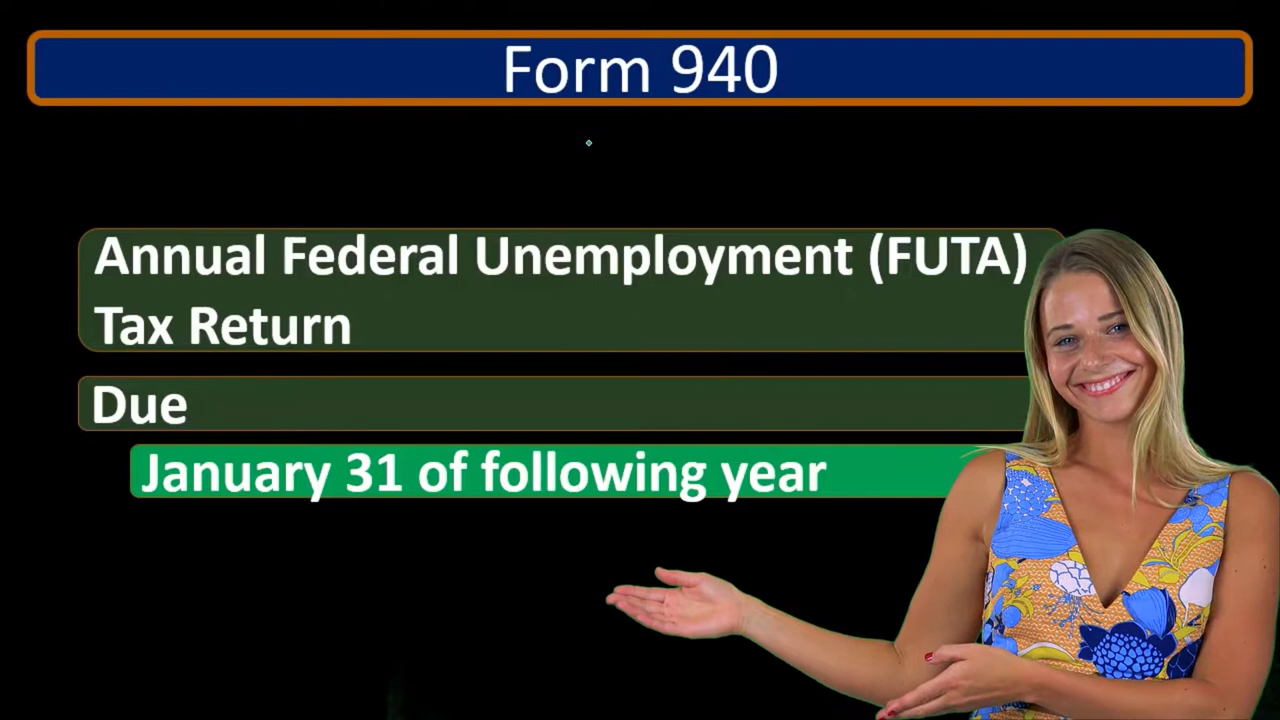 Form 940
Annual Federal Unemployment (FUTA)
Tax Return
Due
January 31 of following year